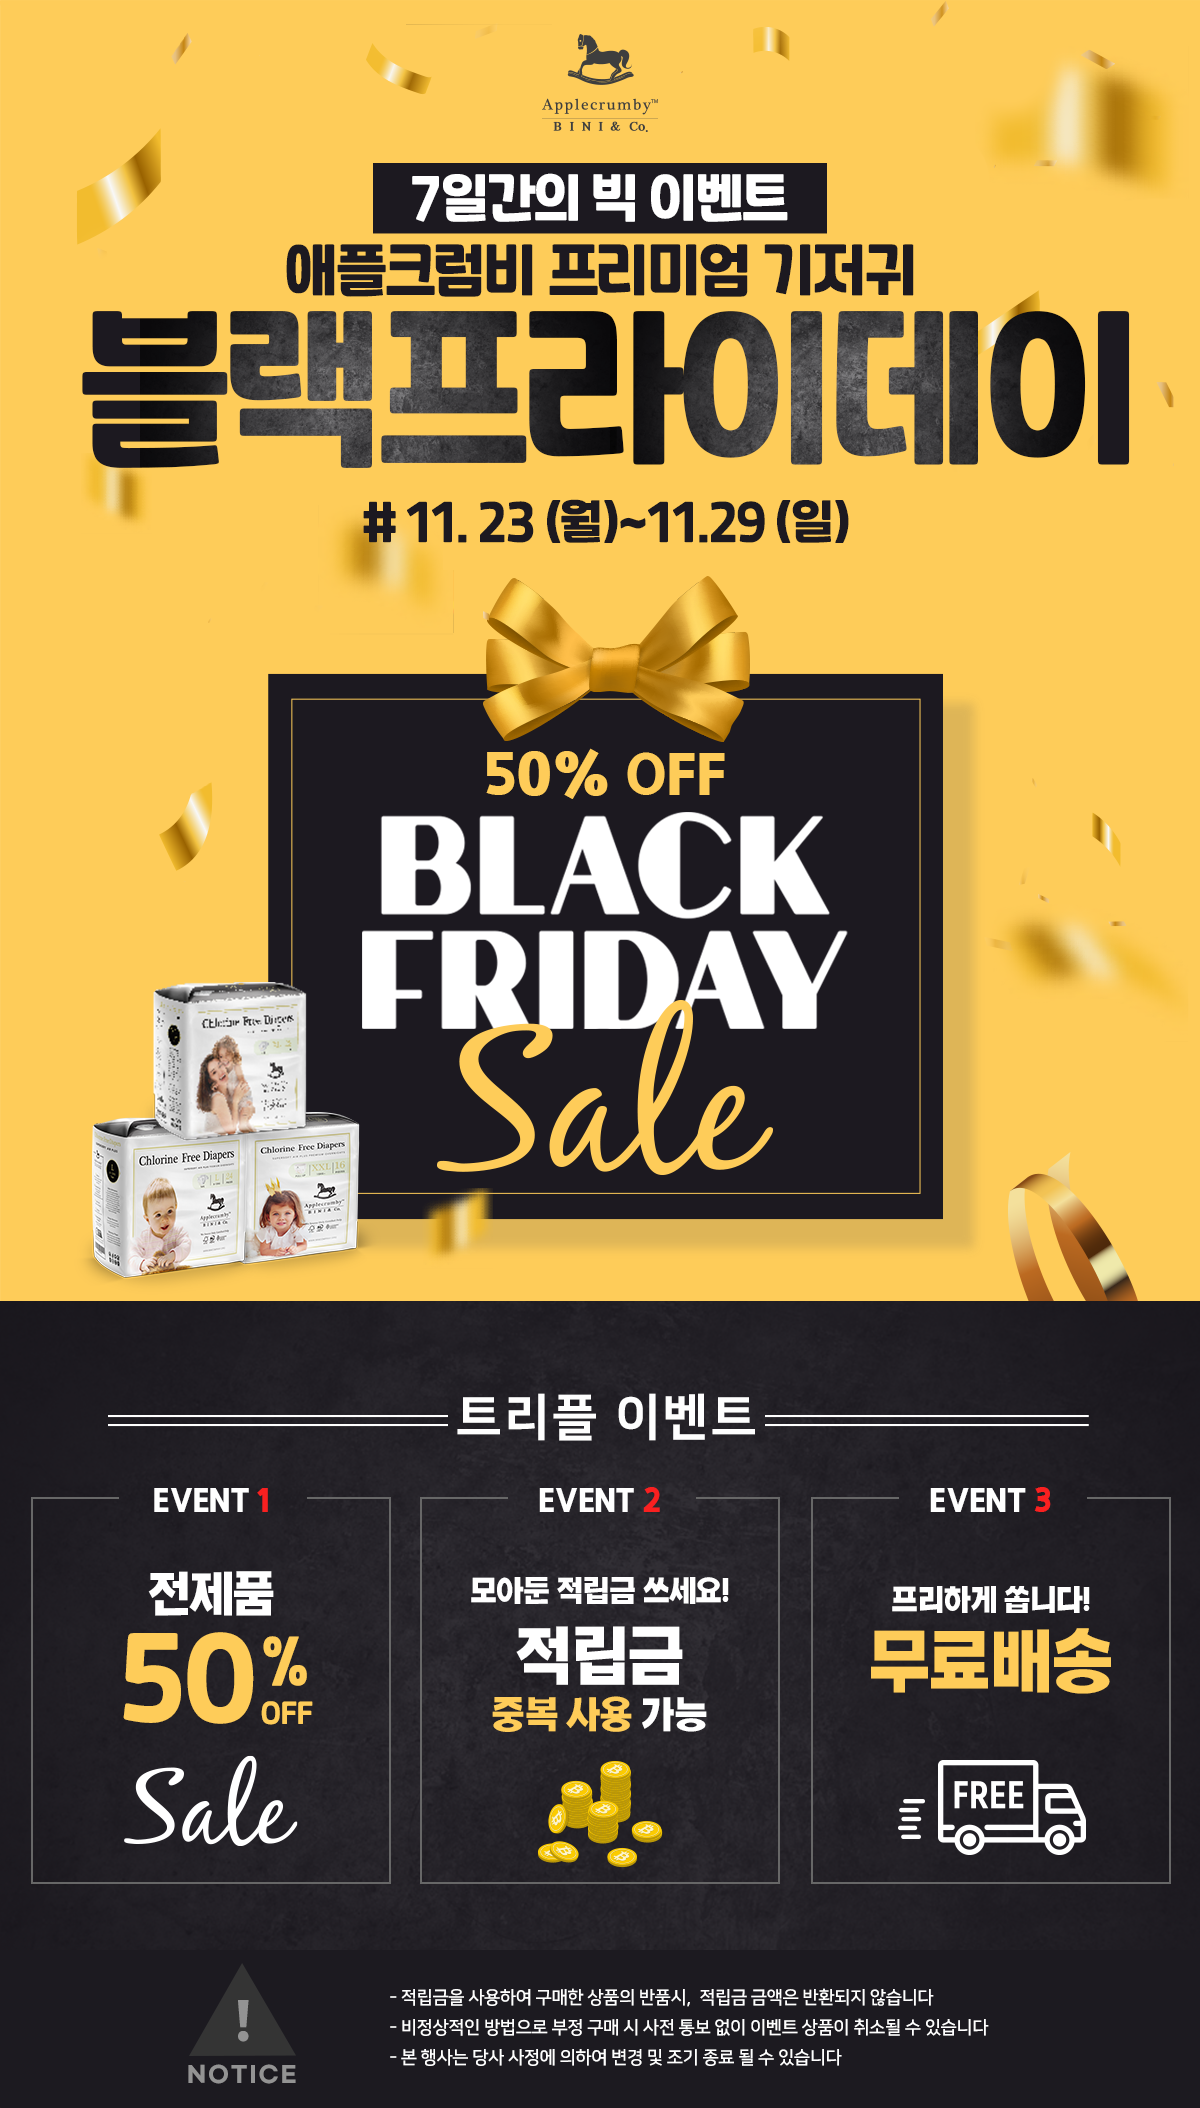 Applecrumby™
BINI & Co.
7일간의 빅 이벤트
애플크럼비 프리미엄 기저귀
블랙프라이데이
# 11. 23 (월)~11.29 (일)
50% OFF
BLACK
FRIDAY
Sale
Chlorine Free Diapers
Chlorine Free Diapers
Applecrumby™
BINI & Co.
Chlorine Free Diapers
XXL 16
Applecrumby™
BINI & Co.
트리플 이벤트
EVENT 1
전제품
50%
OFF
Sale
EVENT 2
모아둔 적립금 쓰세요!
적립금
중복 사용 가능
EVENT 3
프리하게 쏩니다!
무료배송
FREE
!
NOTICE
- 적립금을 사용하여 구매한 상품의 반품시, 적립금 금액은 반환되지 않습니다
- 비정상적인 방법으로 부정 구매 시 사전 통보 없이 이벤트 상품이 취소될 수 있습니다
- 본 행사는 당사 사정에 의하여 변경 및 조기 종료 될 수 있습니다